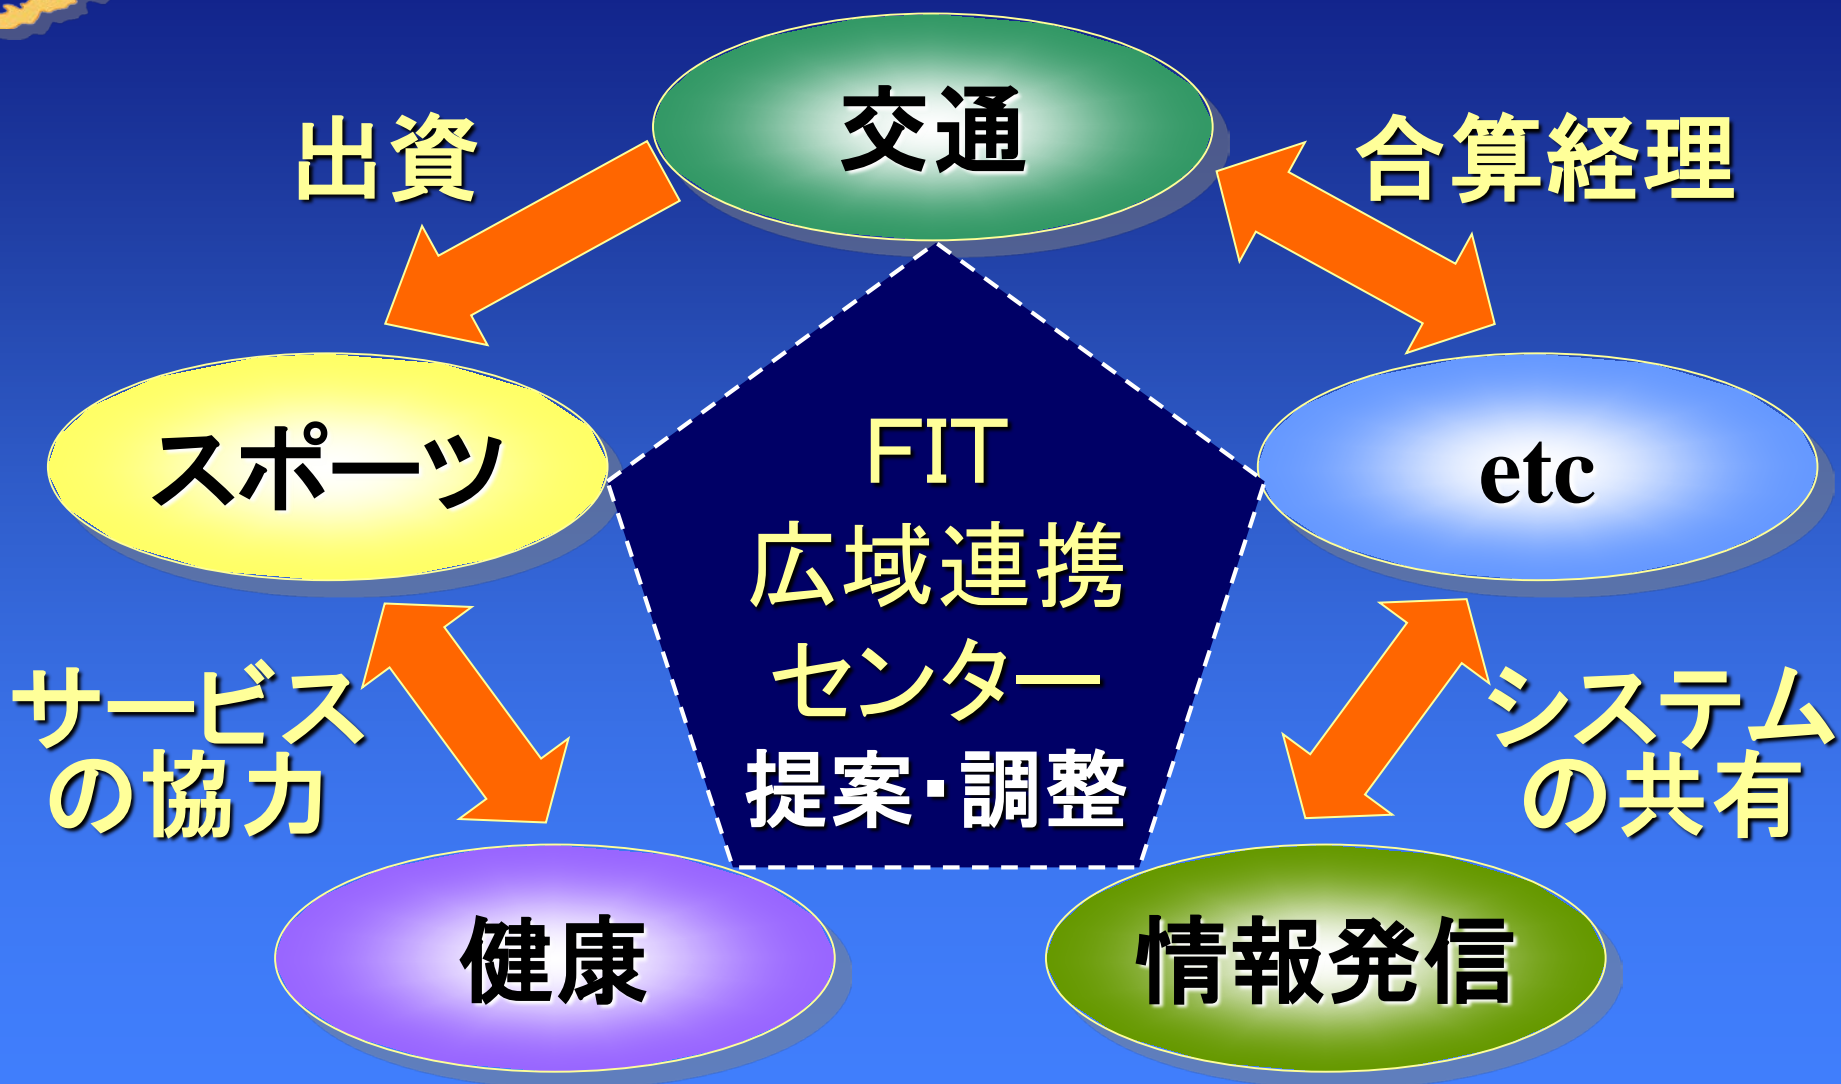 交通
出資
合算経理
スポーツ
etc
FIT
広域連携
センター
提案・調整
サービス
の協力
システム
の共有
健康
情報発信